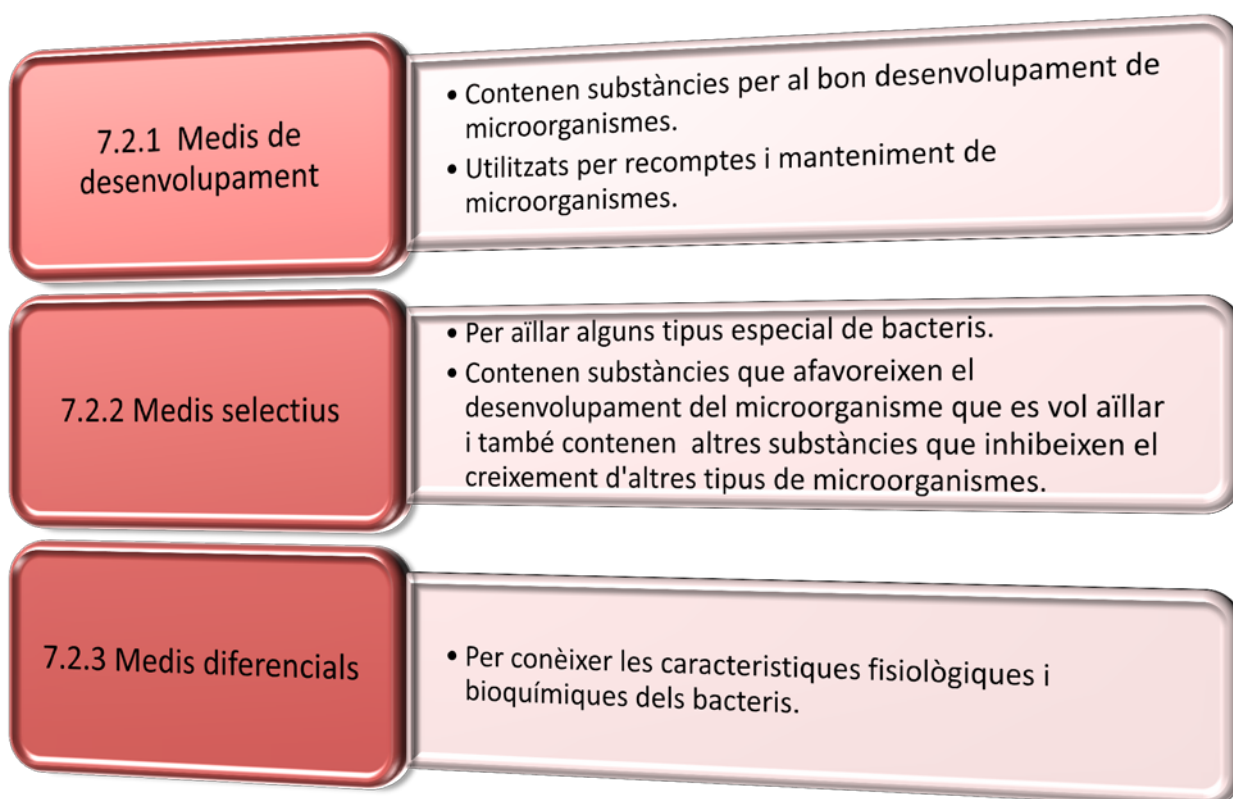 7.2.1 Medis de
desenvolupament
• Contenen substàncies per al bon desenvolupament de
microorganismes.
• Utilitzats per recomptes i manteniment de
microorganismes.
7.2.2 Medis selectius
• Per aïllar alguns tipus especial de bacteris.
• Contenen substàncies que afavoreixen el
desenvolupament del microorganisme que es vol aïllar
i també contenen altres substàncies que inhibeixen el
creixement d'altres tipus de microorganismes.
7.2.3 Medis diferencials
• Per conèixer les caracteristiques fisiològiques i
bioquímiques dels bacteris.